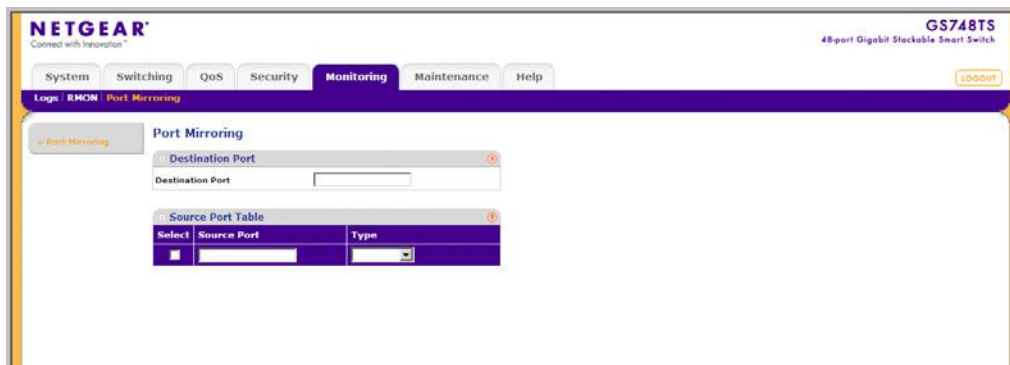 NETGEAR®
Connect with Innovation™
GS748TS
48-port Gigabit Stackable Smart Switch
System Switching QoS Security Monitoring Maintenance Help
LOGOUT
Logs | RMON | Port Mirroring
» Port Mirroring
Port Mirroring
Destination Port
?
Destination Port
Source Port Table
?
Select Source Port Type